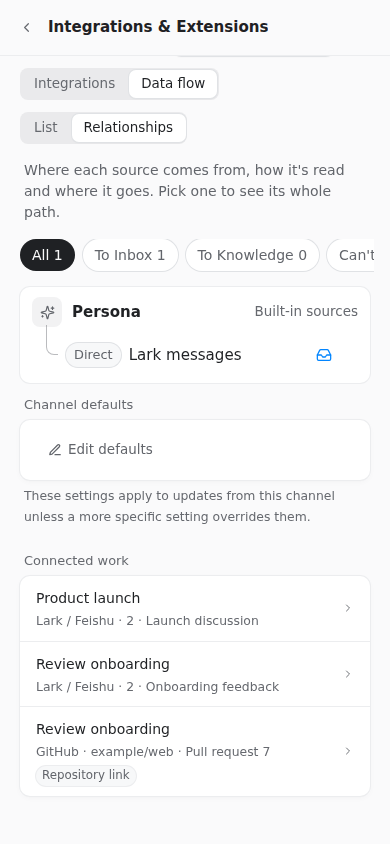 Integrations & Extensions
Integrations Data flow
List Relationships
Where each source comes from, how it's read
and where it goes. Pick one to see its whole
path.
All 1 To Inbox 1 To Knowledge 0 Can't
Persona Built-in sources
Direct Lark messages
Channel defaults
Edit defaults
These settings apply to updates from this channel
unless a more specific setting overrides them.
Connected work
Product launch
Lark / Feishu · 2 · Launch discussion
Review onboarding
Lark / Feishu · 2 · Onboarding feedback
Review onboarding
GitHub · example/web · Pull request 7
Repository link